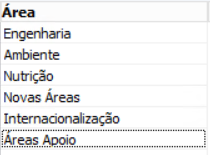 Área
Engenharia
Ambiente
Nutrição
Novas Áreas
Internacionalização
Áreas Apoio